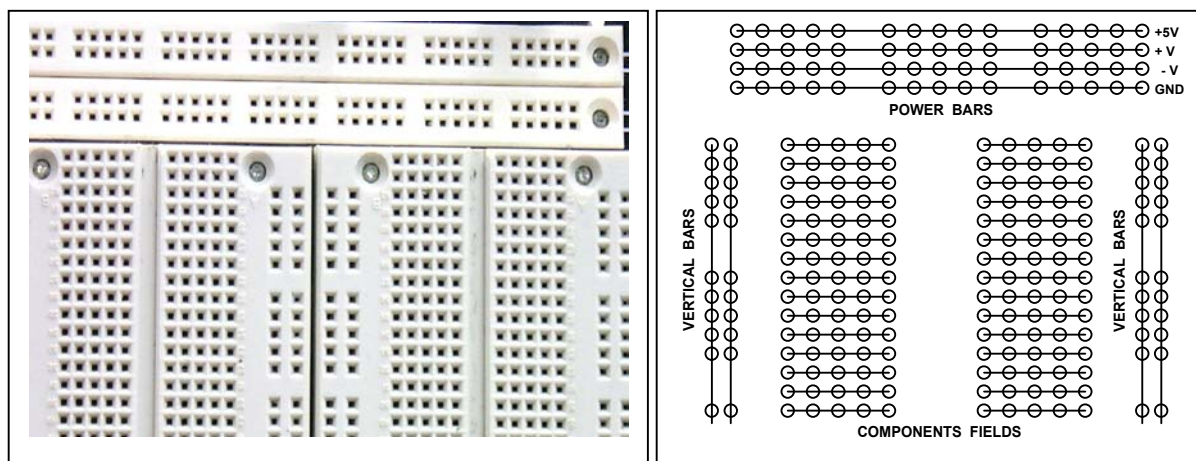 +5V
+ V
- V
GND
POWER BARS
VERTICAL BARS
VERTICAL BARS
COMPONENTS FIELDS